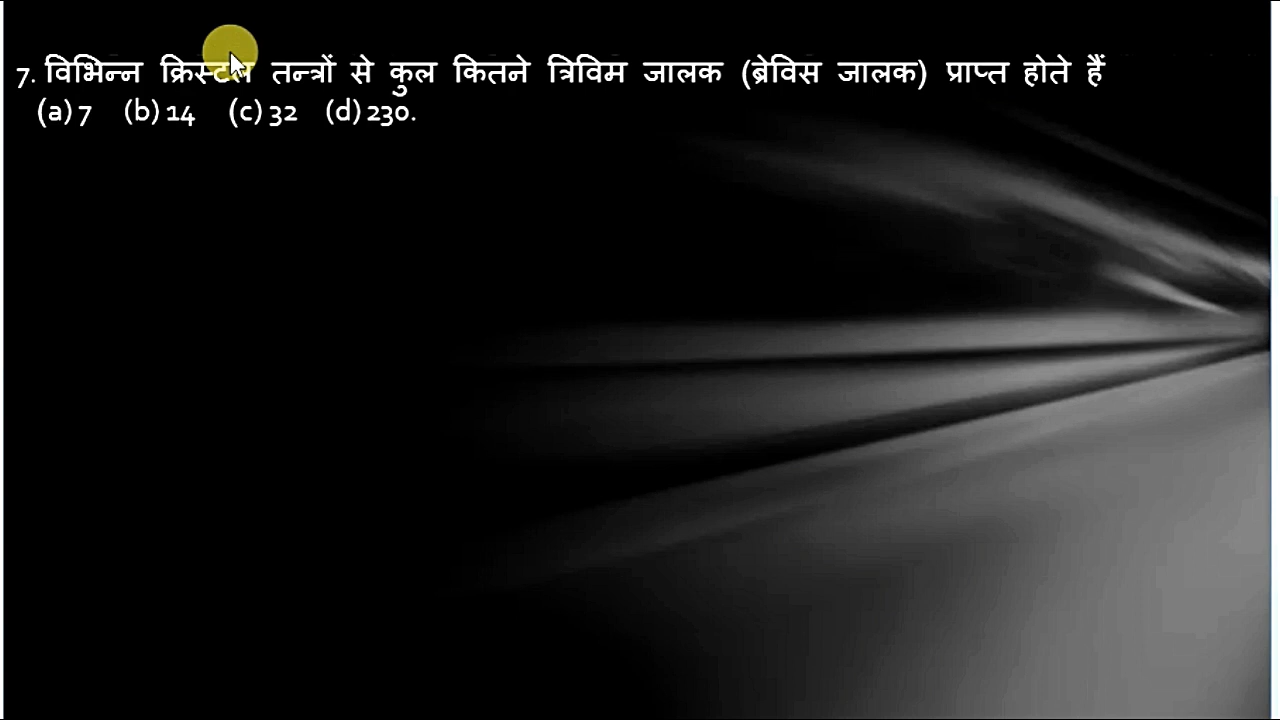 7. विभिन्न क्रिस्टल तन्त्रों से कुल कितने त्रिविम जालक (ब्रेविस जालक) प्राप्त होते हैं
(a) 7 (b) 14 (c) 32 (d) 230.